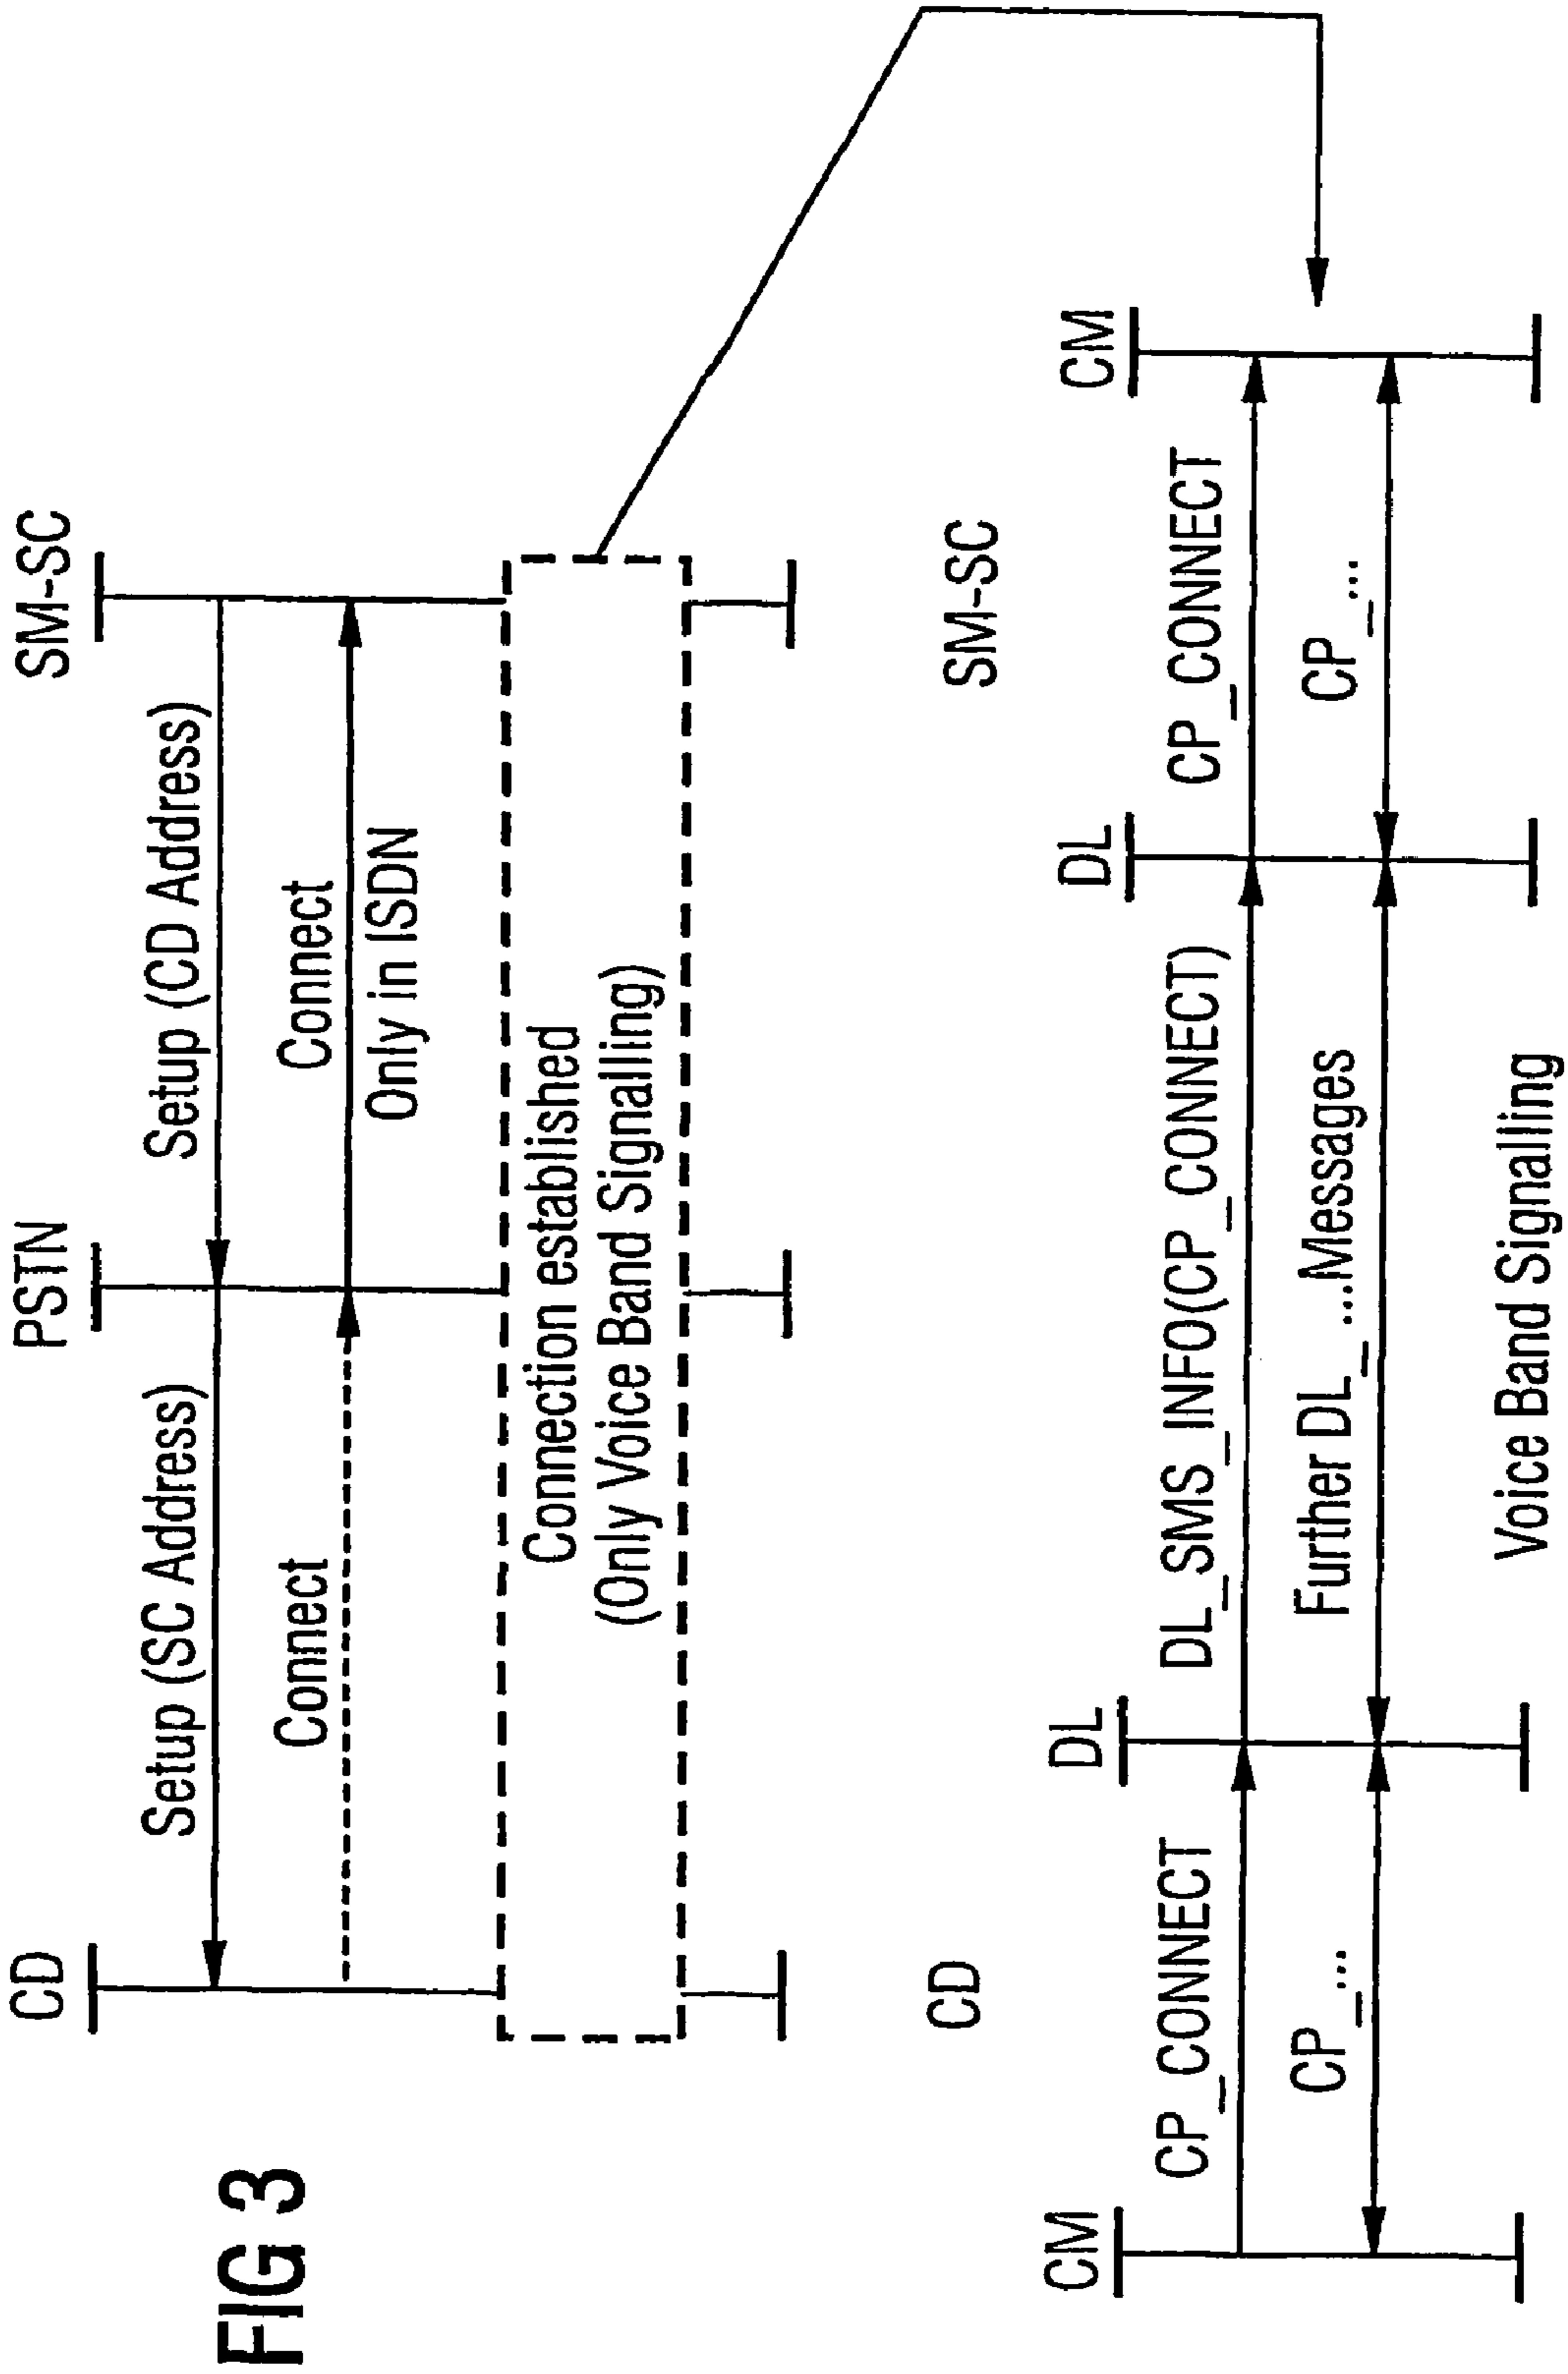 FIG 3
CD
PSTN
SM-SC
Setup (SC Address)
Setup (CD Address)
Connect
Connect
Only in ISDN
Connection established
(Only Voice Band Signalling)
CD
SM-SC
CM
DL
DL
CM
CP_CONNECT
DL_SMS_INFO(CP_CONNECT)
CP_CONNECT
CP_...
Further DL_...Messages
CP_...
Voice Band Signalling